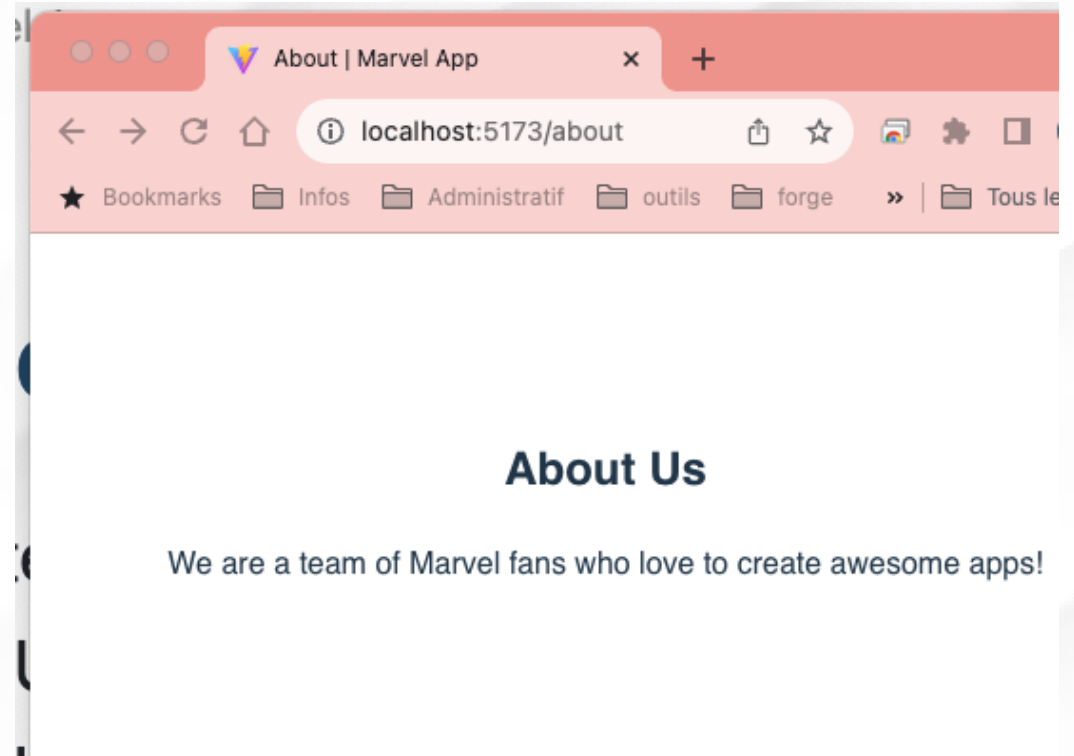 About | Marvel App
localhost:5173/about
Bookmarks Infos Administratif outils forge » Tous le
About Us
We are a team of Marvel fans who love to create awesome apps!